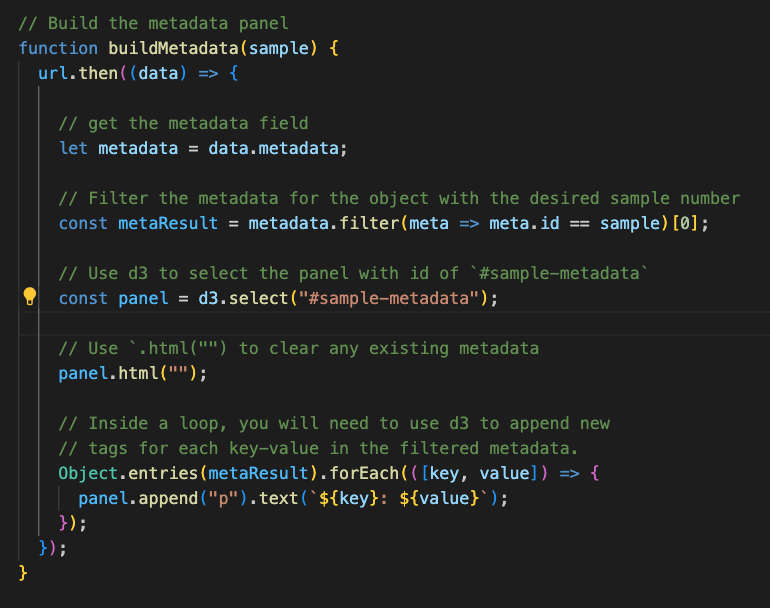 // Build the metadata panel
function buildMetadata(sample) {
  url.then((data) => {

    // get the metadata field
    let metadata = data.metadata;

    // Filter the metadata for the object with the desired sample number
    const metaResult = metadata.filter(meta => meta.id == sample)[0];

    // Use d3 to select the panel with id of `#sample-metadata`
    const panel = d3.select("#sample-metadata");

    // Use `.html("") to clear any existing metadata
    panel.html("");

    // Inside a loop, you will need to use d3 to append new
    // tags for each key-value in the filtered metadata.
    Object.entries(metaResult).forEach(([key, value]) => {
      panel.append("p").text(`${key}: ${value}`);
    });
  });
}